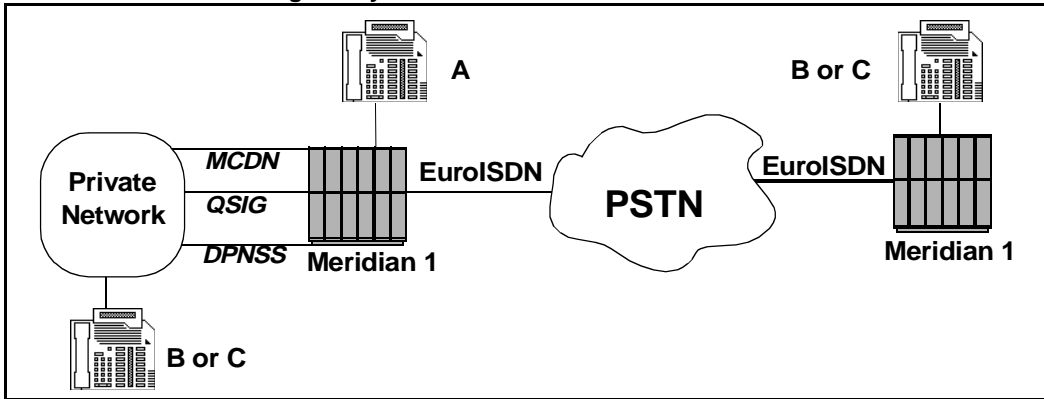 A
B or C
MCDN
EuroISDN
EuroISDN
Private
Network
QSIG
PSTN
DPNSS
Meridian 1
Meridian 1
B or C